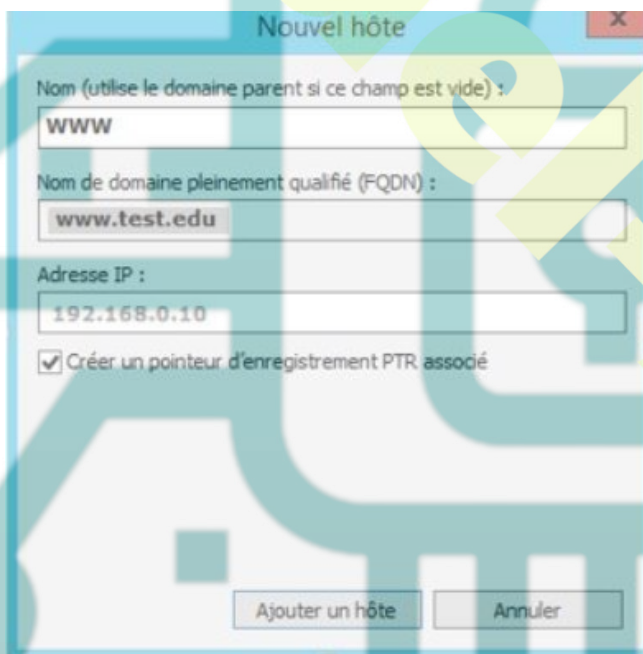 Nouvel hôte
x
Nom (utilise le domaine parent si ce champ est vide) :
www
Nom de domaine pleinement qualifié (FQDN) :
www.test.edu
Adresse IP :
192.168.0.10
Créer un pointeur d'enregistrement PTR associé
Ajouter un hôte
Annuler